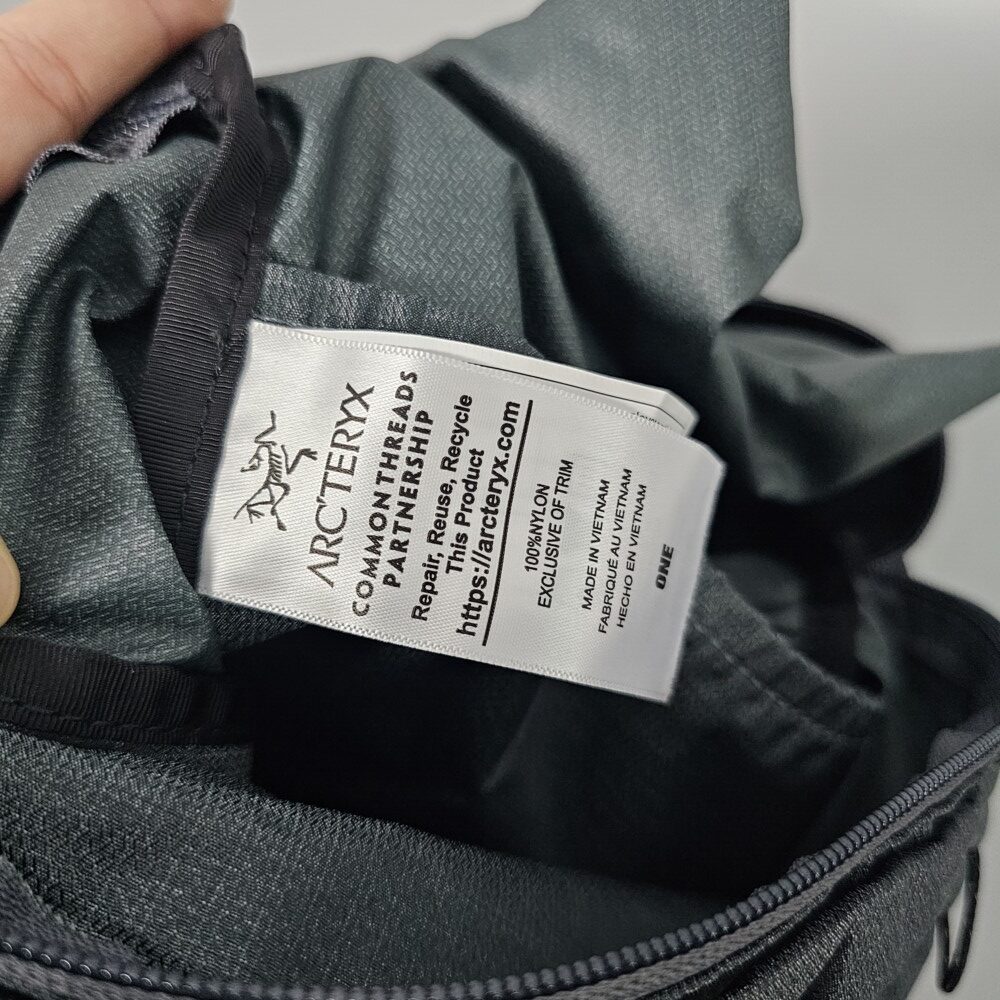 ARC'TERYX
COMMON THREADS
PARTNERSHIP
Repair, Reuse, Recycle
This Product
https://arcteryx.com
100%NYLON
EXCLUSIVE OF TRIM
MADE IN VIETNAM
FABRIQUÉ AU VIETNAM
HECHO EN VIETNAM
ONE